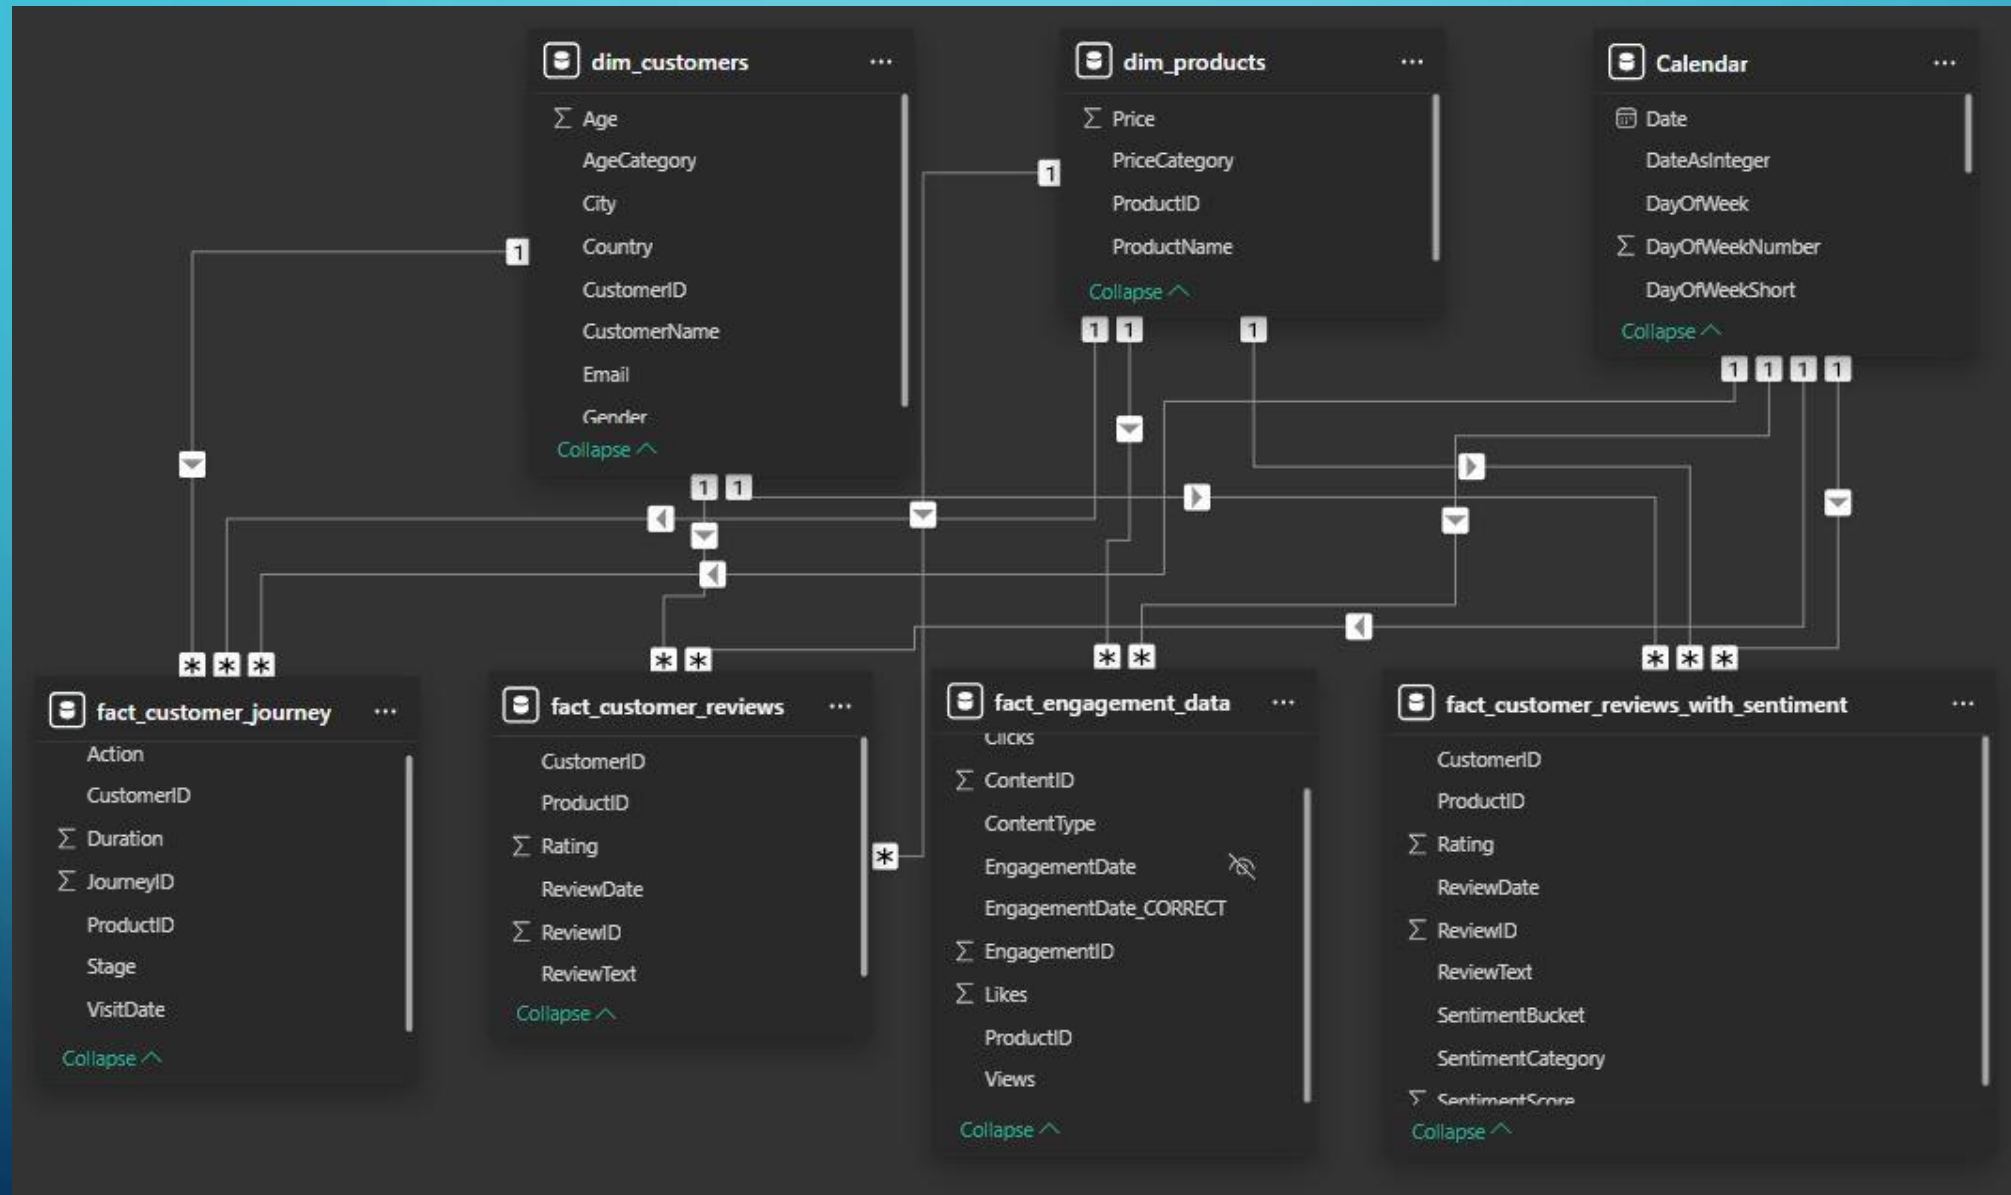 dim_customers ...
Σ Age
AgeCategory
City
Country
CustomerID
CustomerName
Email
Gender
Collapse
dim_products ...
Σ Price
PriceCategory
ProductID
ProductName
Collapse
Calendar ...
Date
DateAsInteger
DayOfWeek
Σ DayOfWeekNumber
DayOfWeekShort
Collapse
1
1
1 1 1
1 1 1 1
1 1
* * *
* *
* *
* * *
*
fact_customer_journey ...
Action
CustomerID
Σ Duration
Σ JourneyID
ProductID
Stage
VisitDate
Collapse
fact_customer_reviews ...
CustomerID
ProductID
Σ Rating
ReviewDate
Σ ReviewID
ReviewText
Collapse
fact_engagement_data ...
Clicks
Σ ContentID
ContentType
EngagementDate
EngagementDate_CORRECT
Σ EngagementID
Σ Likes
ProductID
Views
Collapse
fact_customer_reviews_with_sentiment ...
CustomerID
ProductID
Σ Rating
ReviewDate
Σ ReviewID
ReviewText
SentimentBucket
SentimentCategory
Σ SentimentScore
Collapse